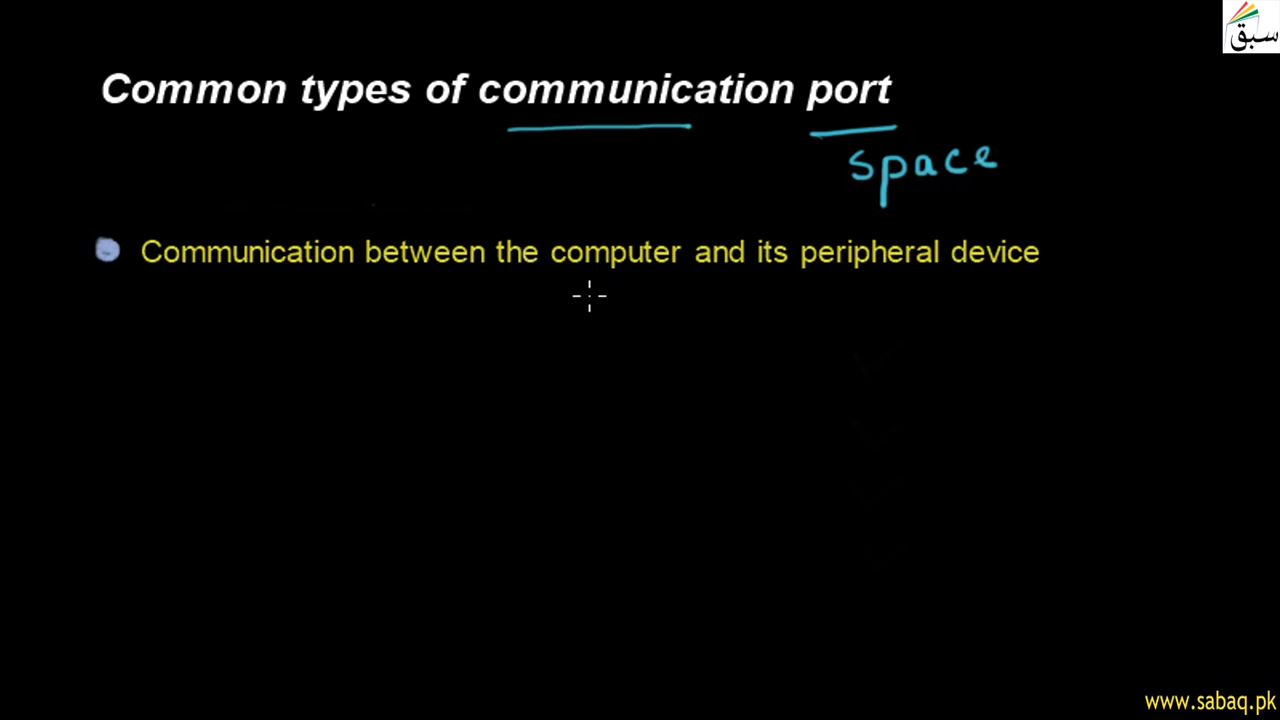 سبق
Common types of communication port
space
Communication between the computer and its peripheral device
www.sabaq.pk